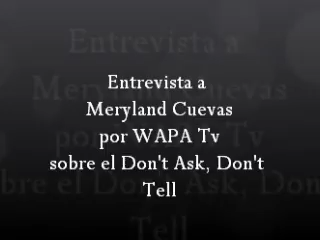 Entrevista a
Meryland Cuevas
por WAPA Tv
sobre el Don't Ask, Don't
Tell